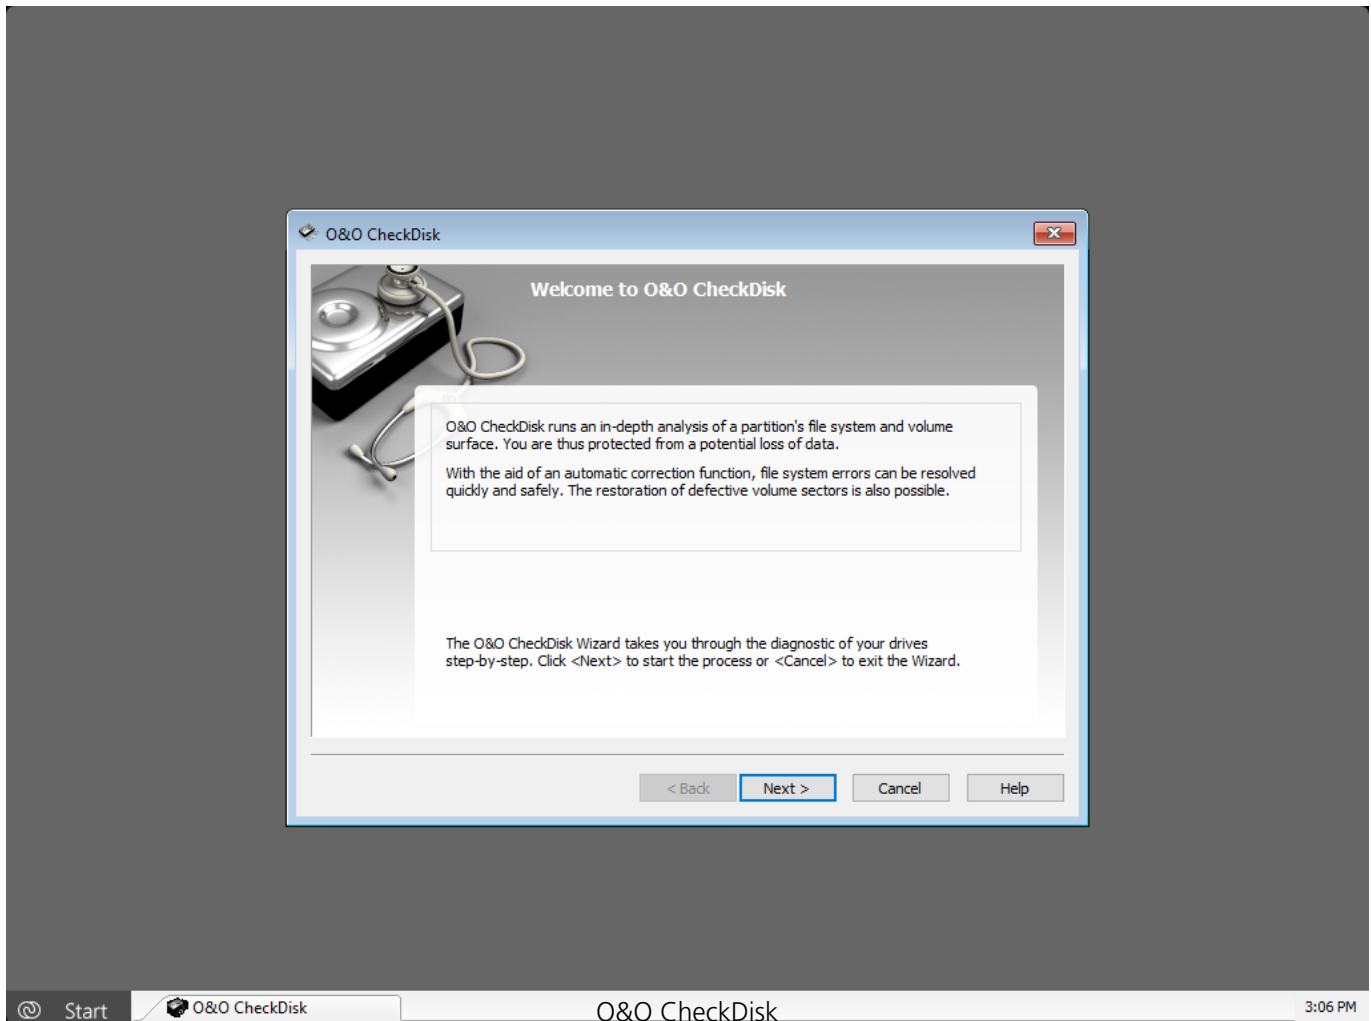 O&O CheckDisk
Welcome to O&O CheckDisk
O&O CheckDisk runs an in-depth analysis of a partition's file system and volume
surface. You are thus protected from a potential loss of data.
With the aid of an automatic correction function, file system errors can be resolved
quickly and safely. The restoration of defective volume sectors is also possible.
The O&O CheckDisk Wizard takes you through the diagnostic of your drives
step-by-step. Click <Next> to start the process or <Cancel> to exit the Wizard.
< Back Next > Cancel Help
Start O&O CheckDisk O&O CheckDisk 3:06 PM